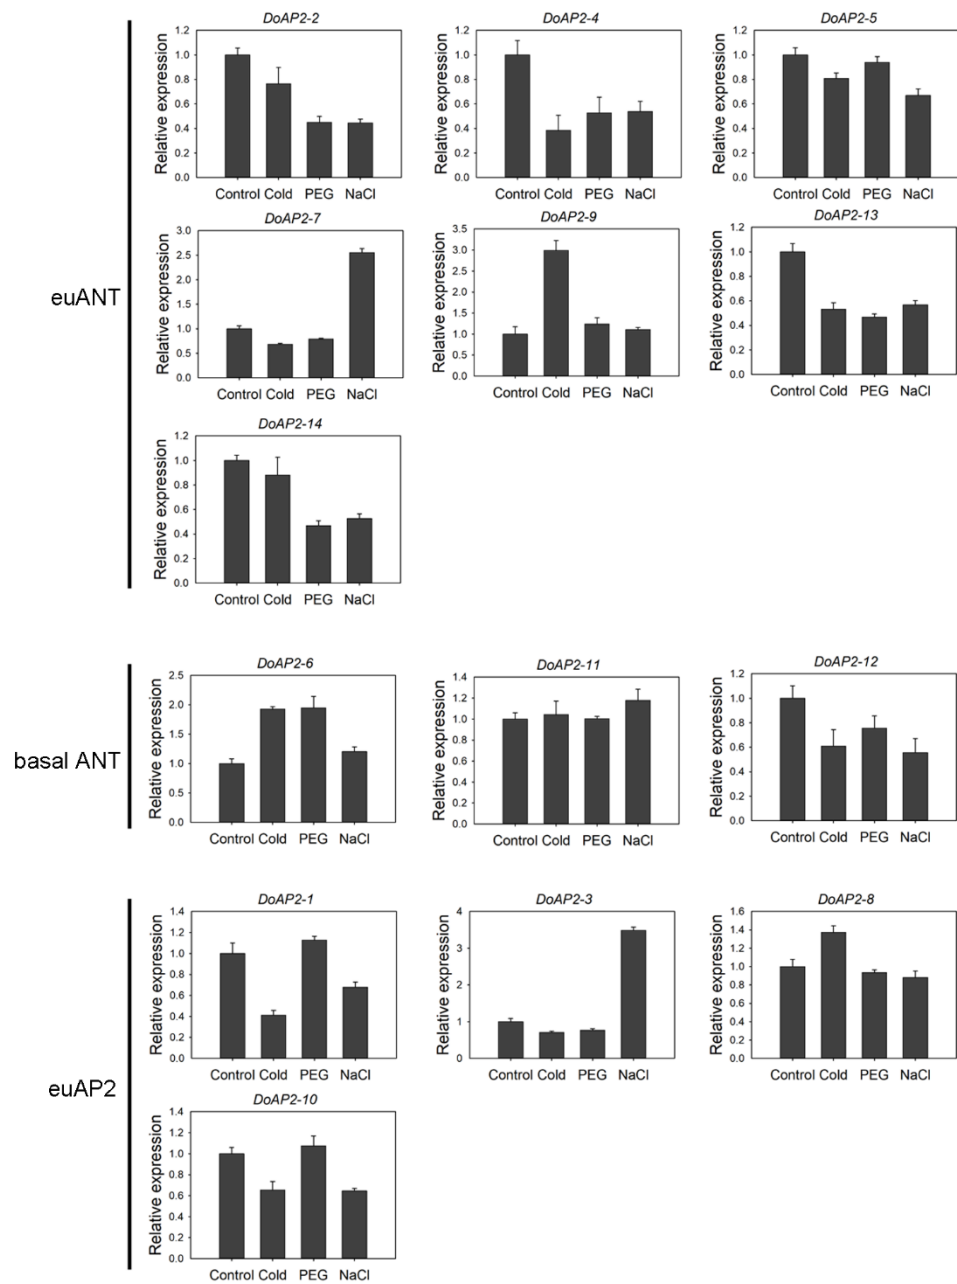 euANT
DoAP2-2
Relative expression
1.2
1.0
0.8
0.6
0.4
0.2
0.0
Control Cold PEG NaCl
DoAP2-4
Relative expression
1.2
1.0
0.8
0.6
0.4
0.2
0.0
Control Cold PEG NaCl
DoAP2-5
Relative expression
1.2
1.0
0.8
0.6
0.4
0.2
0.0
Control Cold PEG NaCl
DoAP2-7
Relative expression
3.0
2.5
2.0
1.5
1.0
0.5
0.0
Control Cold PEG NaCl
DoAP2-9
Relative expression
3.5
3.0
2.5
2.0
1.5
1.0
0.5
0.0
Control Cold PEG NaCl
DoAP2-13
Relative expression
1.2
1.0
0.8
0.6
0.4
0.2
0.0
Control Cold PEG NaCl
DoAP2-14
Relative expression
1.2
1.0
0.8
0.6
0.4
0.2
0.0
Control Cold PEG NaCl
basal ANT
DoAP2-6
Relative expression
2.5
2.0
1.5
1.0
0.5
0.0
Control Cold PEG NaCl
DoAP2-11
Relative expression
1.4
1.2
1.0
0.8
0.6
0.4
0.2
0.0
Control Cold PEG NaCl
DoAP2-12
Relative expression
1.2
1.0
0.8
0.6
0.4
0.2
0.0
Control Cold PEG NaCl
euAP2
DoAP2-1
Relative expression
1.4
1.2
1.0
0.8
0.6
0.4
0.2
0.0
Control Cold PEG NaCl
DoAP2-3
Relative expression
4
3
2
1
0
Control Cold PEG NaCl
DoAP2-8
Relative expression
1.6
1.4
1.2
1.0
0.8
0.6
0.4
0.2
0.0
Control Cold PEG NaCl
DoAP2-10
Relative expression
1.4
1.2
1.0
0.8
0.6
0.4
0.2
0.0
Control Cold PEG NaCl